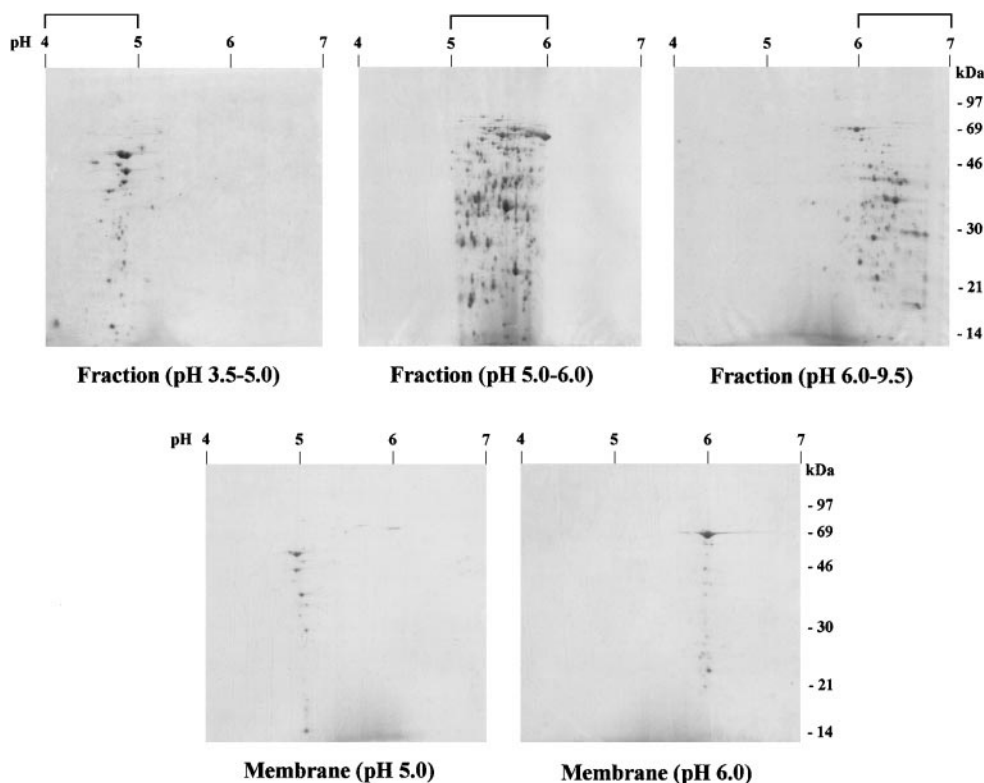 pH 4 5 6 7 5 6 7 4 5 6 7
kDa
- 97
- 69
- 46
- 30
- 21
- 14
Fraction (pH 3.5-5.0) Fraction (pH 5.0-6.0) Fraction (pH 6.0-9.5)
pH 4 5 6 7 4 5 6 7
kDa
- 97
- 69
- 46
- 30
- 21
- 14
Membrane (pH 5.0) Membrane (pH 6.0)